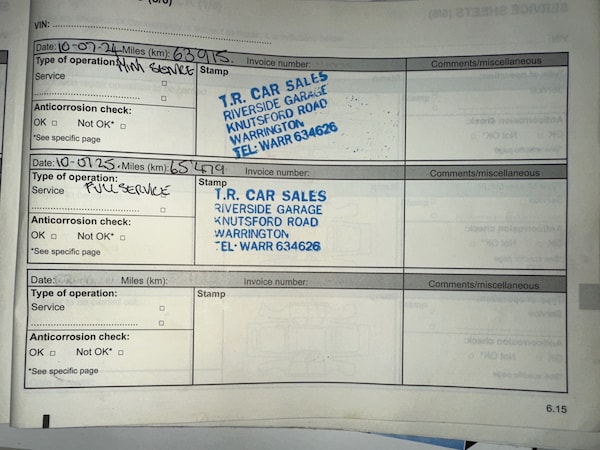 VIN:
Date: 10-07-24 Miles (km): 63915. Invoice number: Comments/miscellaneous
Type of operation: MINI SERVICE Stamp
Service
T.R. CAR SALES
RIVERSIDE GARAGE
KNUTSFORD ROAD
WARRINGTON
TEL: WARR 634626
Anticorrosion check:
OK Not OK*
*See specific page
Date: 10-07-25. Miles (km): 65479. Invoice number: Comments/miscellaneous
Type of operation: Stamp
Service FULL SERVICE
T.R. CAR SALES
RIVERSIDE GARAGE
KNUTSFORD ROAD
WARRINGTON
TEL: WARR 634626
Anticorrosion check:
OK Not OK*
*See specific page
Date: Miles (km): Invoice number: Comments/miscellaneous
Type of operation: Stamp
Service
Anticorrosion check:
OK Not OK*
*See specific page
6.15